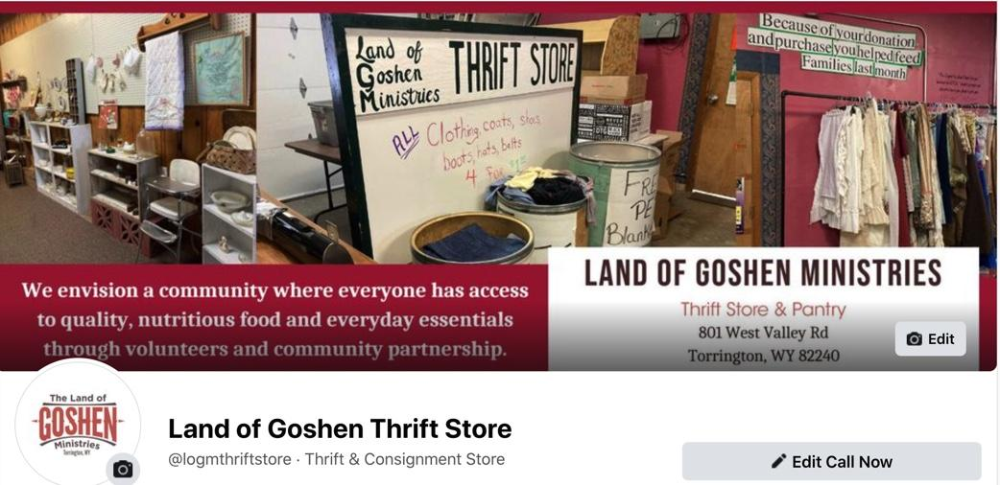 Land of
Goshen
Ministries
THRIFT STORE
ALL Clothing, coats, shoes
boots, hats, belts
4 for
FRE
PE
Blank
Because of your donation
and purchase you helped feed
Families last month
We envision a community where everyone has access
to quality, nutritious food and everyday essentials
through volunteers and community partnership.
LAND OF GOSHEN MINISTRIES
Thrift Store & Pantry
801 West Valley Rd
Torrington, WY 82240
Edit
The Land of
GOSHEN
Ministries
Torrington, WY
Land of Goshen Thrift Store
@logmthriftstore · Thrift & Consignment Store
Edit Call Now